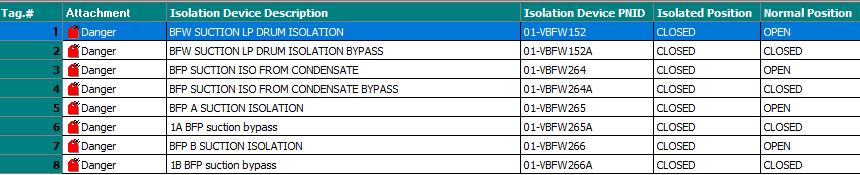 Tag.# Attachment Isolation Device Description Isolation Device PNID Isolated Position Normal Position
1 Danger BFW SUCTION LP DRUM ISOLATION 01-VBFW152 CLOSED OPEN
2 Danger BFW SUCTION LP DRUM ISOLATION BYPASS 01-VBFW152A CLOSED CLOSED
3 Danger BFP SUCTION ISO FROM CONDENSATE 01-VBFW264 CLOSED OPEN
4 Danger BFP SUCTION ISO FROM CONDENSATE BYPASS 01-VBFW264A CLOSED CLOSED
5 Danger BFP A SUCTION ISOLATION 01-VBFW265 CLOSED OPEN
6 Danger 1A BFP suction bypass 01-VBFW265A CLOSED CLOSED
7 Danger BFP B SUCTION ISOLATION 01-VBFW266 CLOSED OPEN
8 Danger 1B BFP suction bypass 01-VBFW266A CLOSED CLOSED